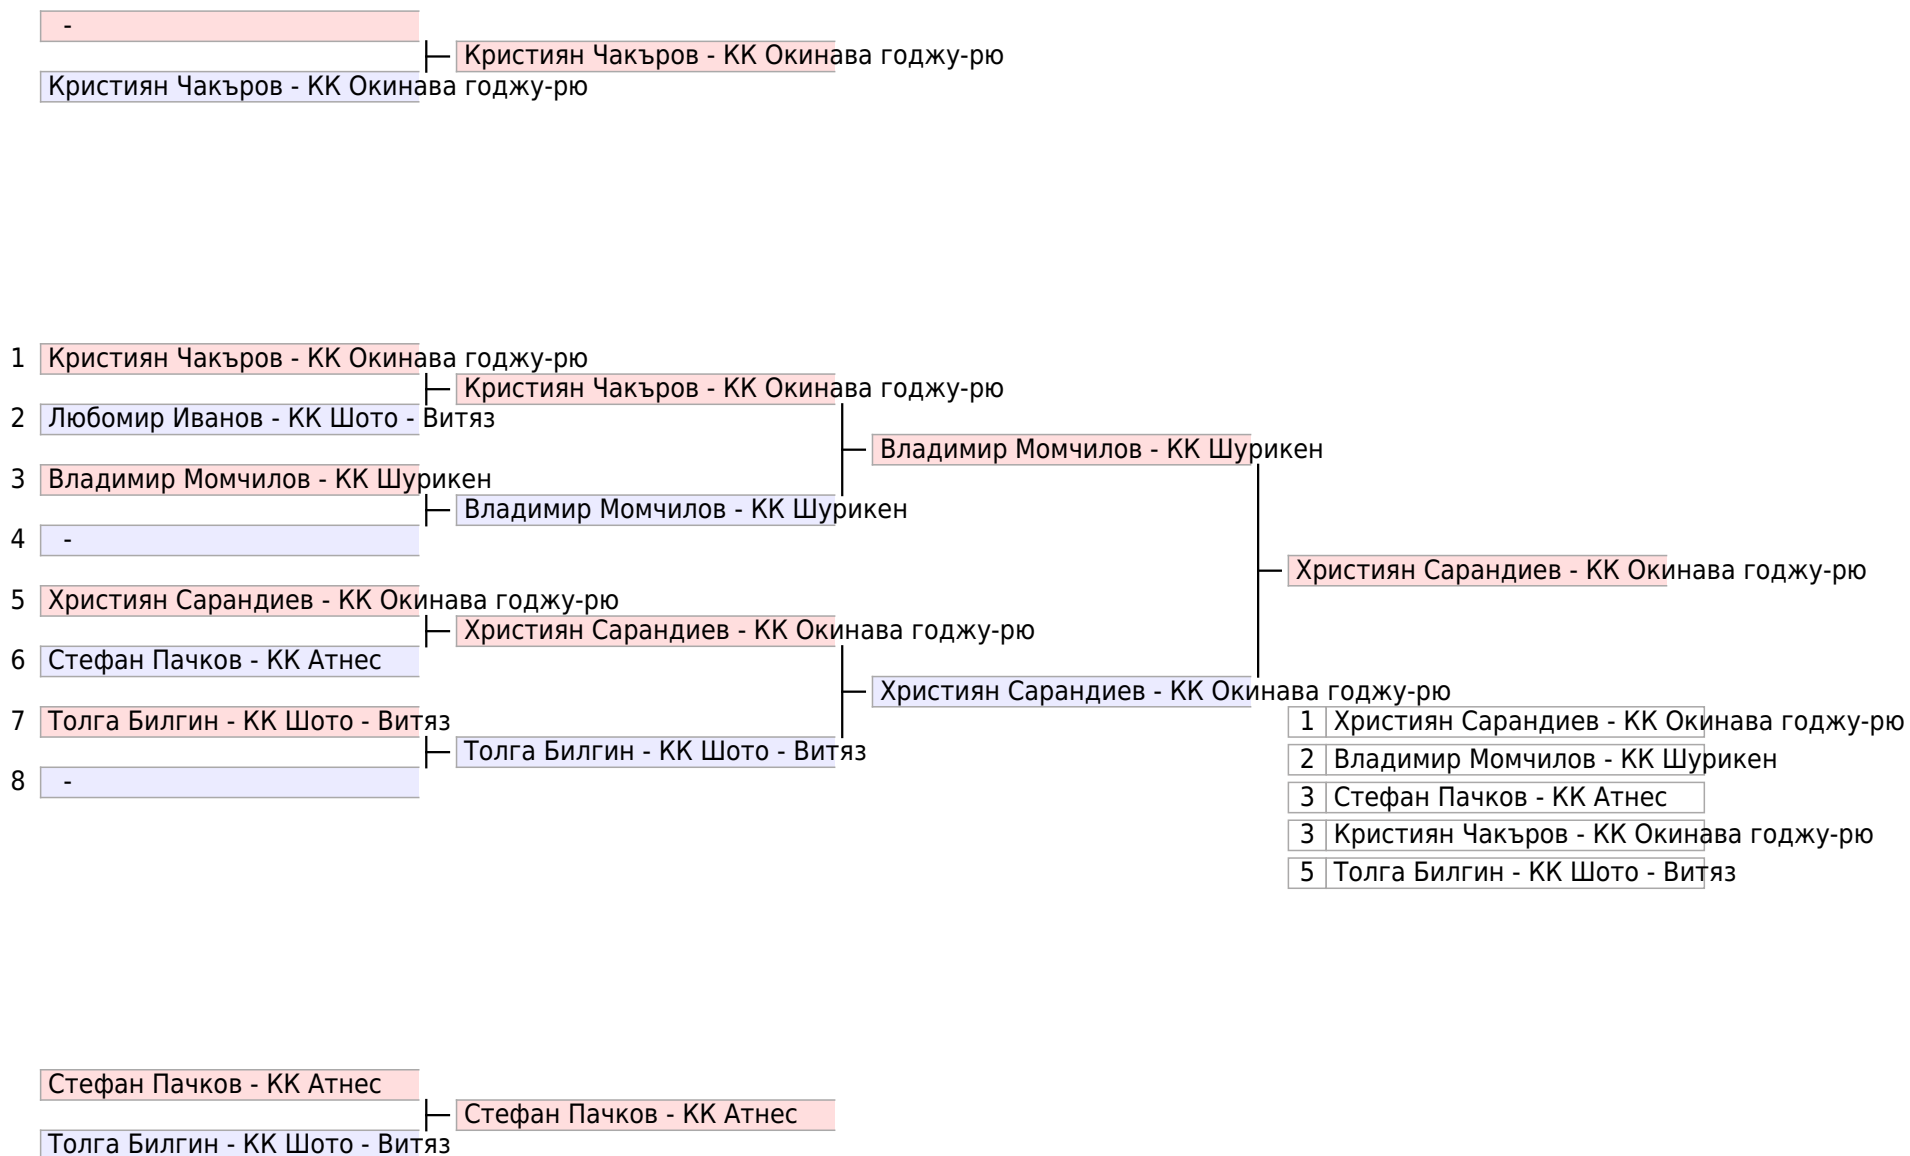 -
Кристиян Чакъров - КК Окинава годжу-рю
Кристиян Чакъров - КК Окинава годжу-рю
1 Кристиян Чакъров - КК Окинава годжу-рю
Кристиян Чакъров - КК Окинава годжу-рю
2 Любомир Иванов - КК Шото - Витяз
Владимир Момчилов - КК Шурикен
3 Владимир Момчилов - КК Шурикен
Владимир Момчилов - КК Шурикен
4 -
Християн Сарандиев - КК Окинава годжу-рю
5 Християн Сарандиев - КК Окинава годжу-рю
Християн Сарандиев - КК Окинава годжу-рю
6 Стефан Пачков - КК Атнес
Християн Сарандиев - КК Окинава годжу-рю
7 Толга Билгин - КК Шото - Витяз
Толга Билгин - КК Шото - Витяз
8 -
1 Християн Сарандиев - КК Окинава годжу-рю
2 Владимир Момчилов - КК Шурикен
3 Стефан Пачков - КК Атнес
3 Кристиян Чакъров - КК Окинава годжу-рю
5 Толга Билгин - КК Шото - Витяз
Стефан Пачков - КК Атнес
Стефан Пачков - КК Атнес
Толга Билгин - КК Шото - Витяз